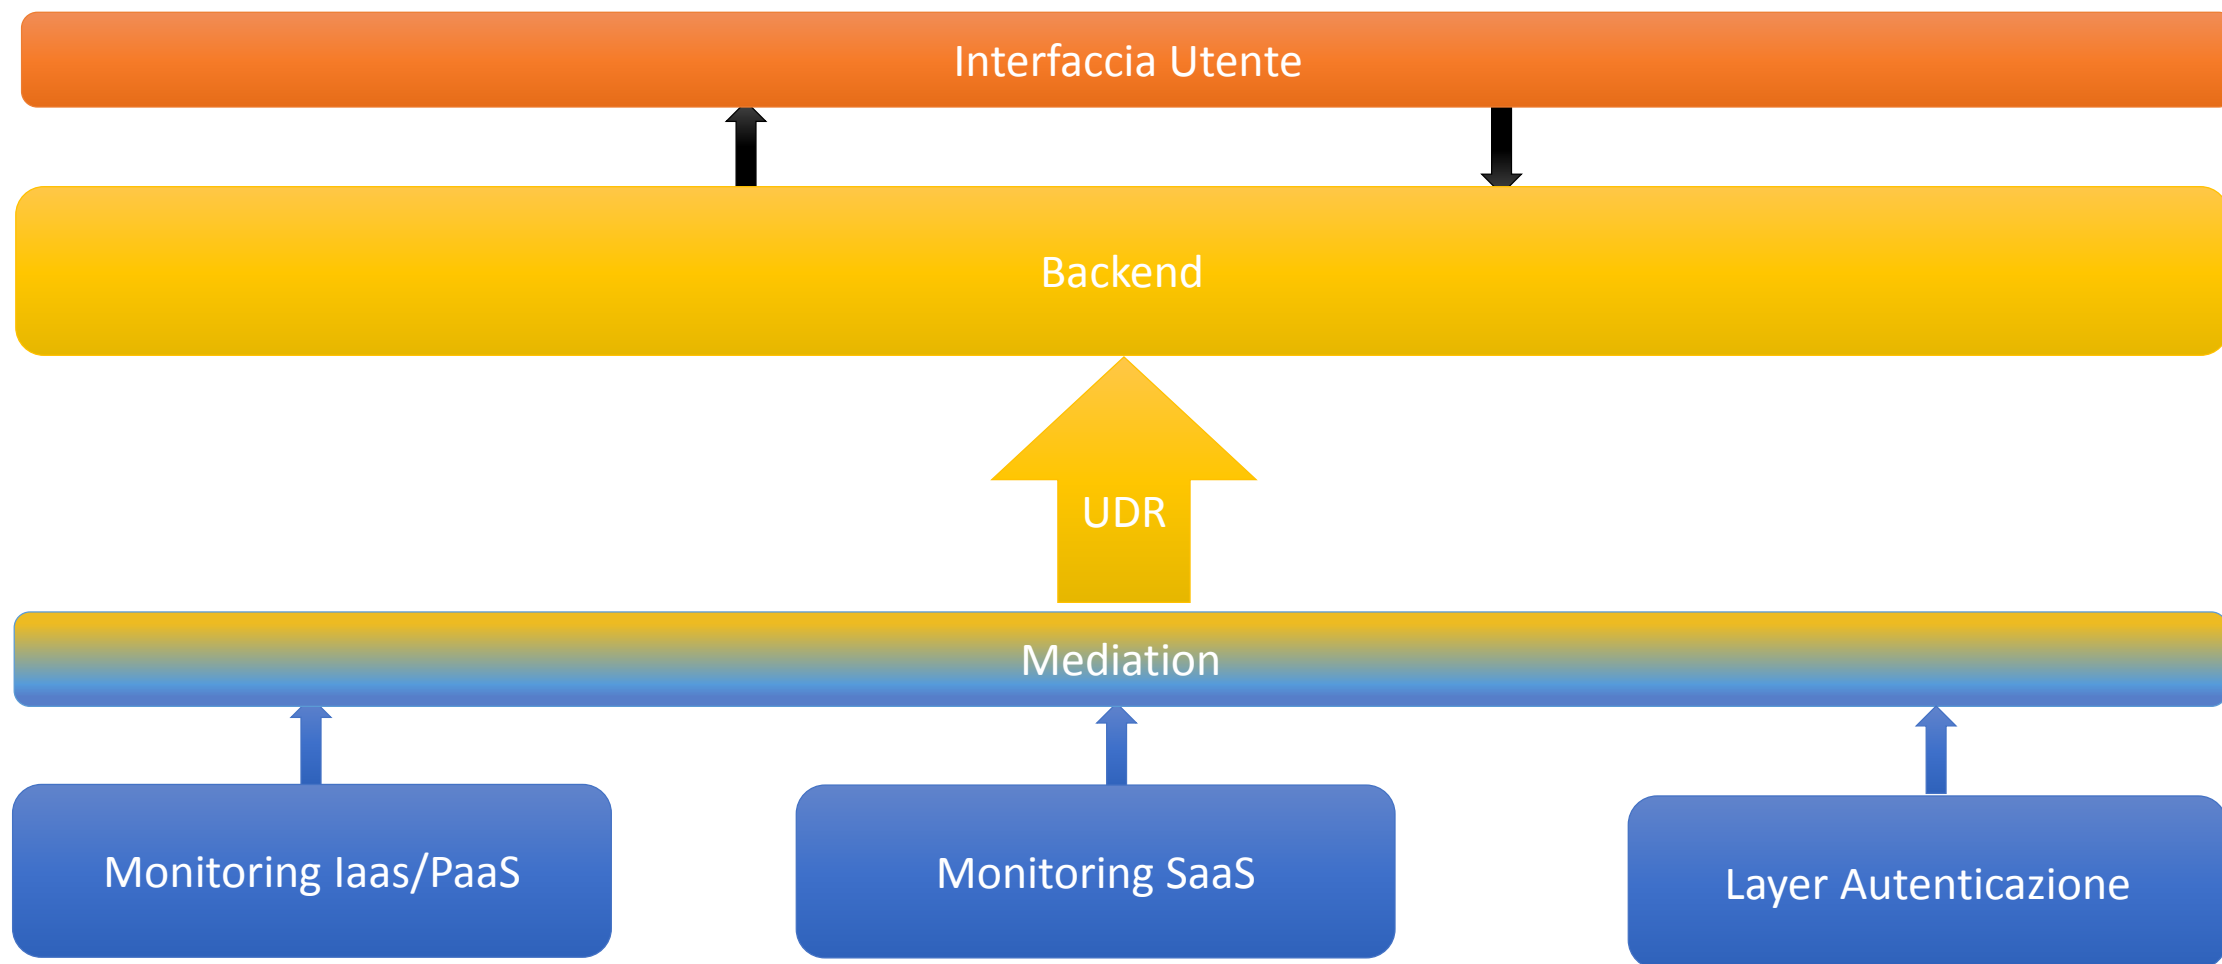 Interfaccia Utente
Backend
UDR
Mediation
Monitoring Iaas/PaaS
Monitoring SaaS
Layer Autenticazione